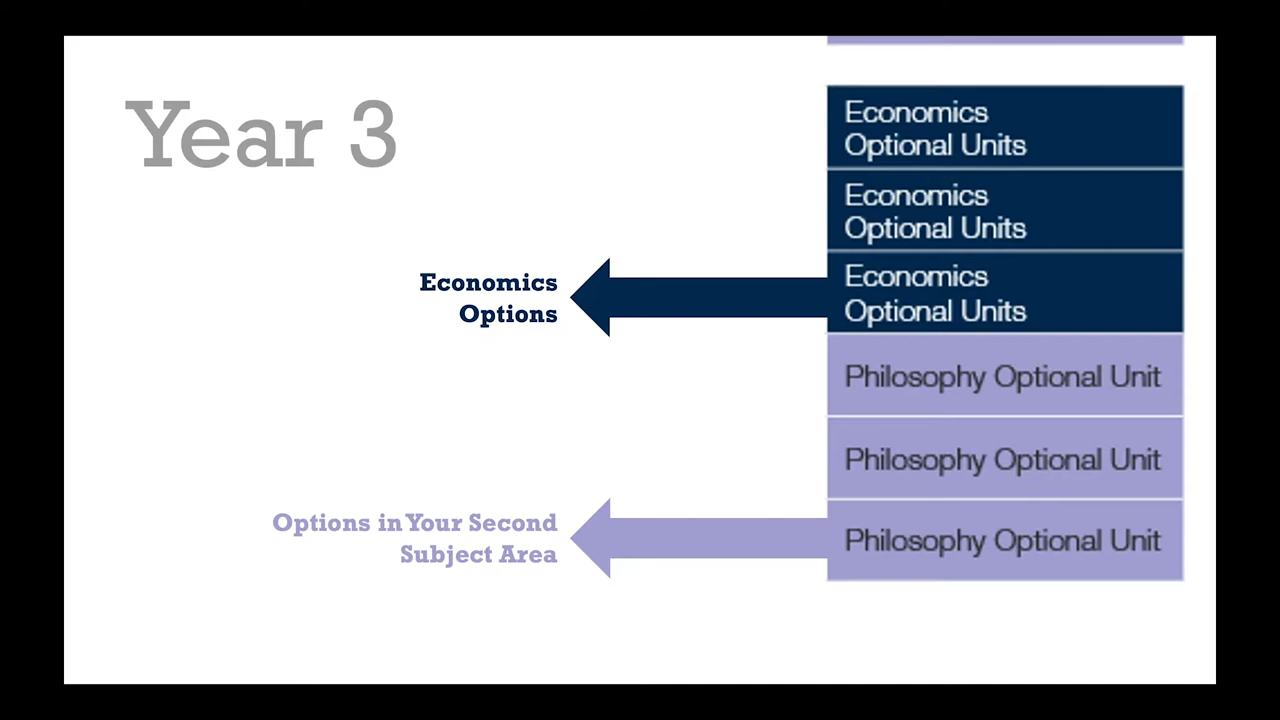 Year 3
Economics
Optional Units
Economics
Optional Units
Economics
Options
Economics
Optional Units
Philosophy Optional Unit
Philosophy Optional Unit
Options in Your Second
Subject Area
Philosophy Optional Unit